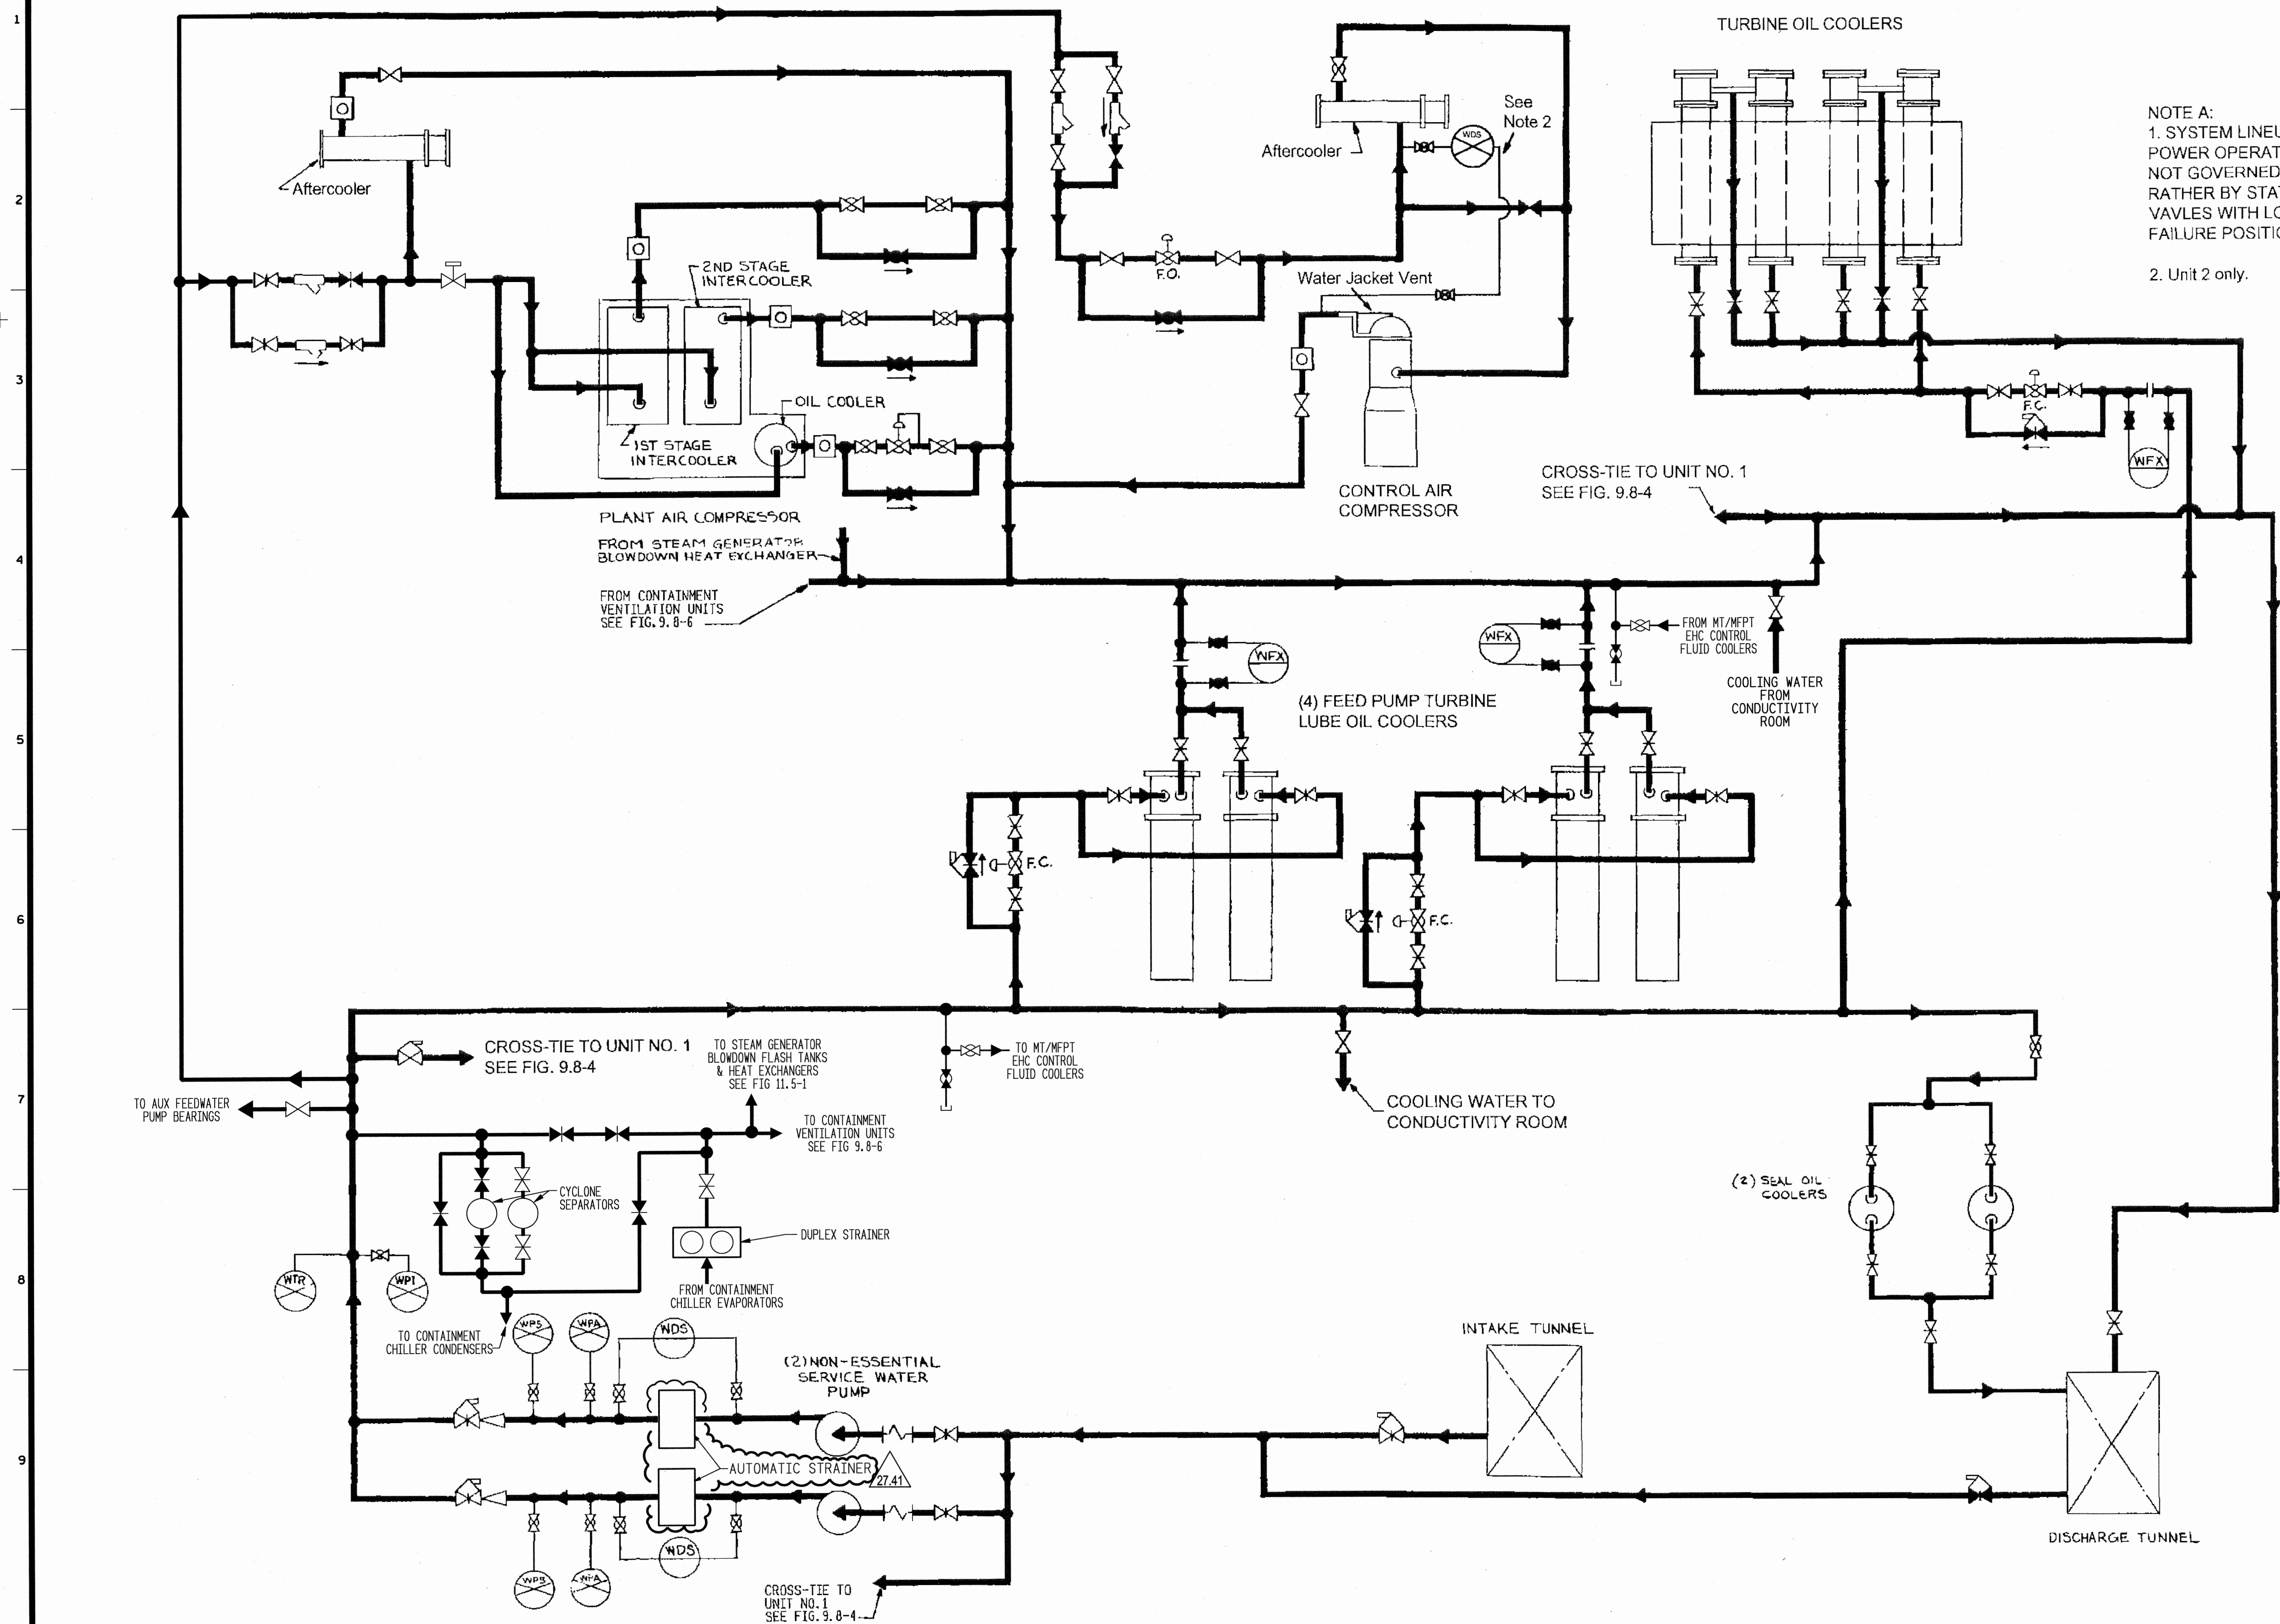 1
2
3
4
5
6
7
8
9
TURBINE OIL COOLERS
NOTE A:
1. SYSTEM
POWER
NOT GOVERNED
RATHER BY
VAVLES WITH
FAILURE
2. Unit 2 only.
Aftercooler
See
Note 2
WDS
Aftercooler
F.O.
Water Jacket Vent
2ND STAGE
INTERCOOLER
OIL COOLER
1ST STAGE
INTERCOOLER
F.C.
WFX
PLANT AIR COMPRESSOR
CONTROL AIR
COMPRESSOR
CROSS-TIE TO UNIT NO. 1
SEE FIG. 9.8-4
FROM STEAM GENERATOR
BLOWDOWN HEAT EXCHANGER
FROM CONTAINMENT
VENTILATION UNITS
SEE FIG. 9.8-6
WFX
WFX
FROM MT/MFPT
EHC CONTROL
FLUID COOLERS
COOLING WATER
FROM
CONDUCTIVITY
ROOM
(4) FEED PUMP TURBINE
LUBE OIL COOLERS
F.C.
F.C.
CROSS-TIE TO UNIT NO. 1
SEE FIG. 9.8-4
TO STEAM GENERATOR
BLOWDOWN FLASH TANKS
& HEAT EXCHANGERS
SEE FIG 11.5-1
TO MT/MFPT
EHC CONTROL
FLUID COOLERS
TO AUX FEEDWATER
PUMP BEARINGS
COOLING WATER TO
CONDUCTIVITY ROOM
TO CONTAINMENT
VENTILATION UNITS
SEE FIG 9.8-6
CYCLONE
SEPARATORS
(2) SEAL OIL
COOLERS
DUPLEX STRAINER
WTR
WPI
FROM CONTAINMENT
CHILLER EVAPORATORS
TO CONTAINMENT
CHILLER CONDENSERS
WPS
WPA
WDS
(2) NON-ESSENTIAL
SERVICE WATER
PUMP
INTAKE TUNNEL
AUTOMATIC STRAINER
27.41
WPS
WPA
WDS
DISCHARGE TUNNEL
CROSS-TIE TO
UNIT NO.1
SEE FIG. 9.8-4